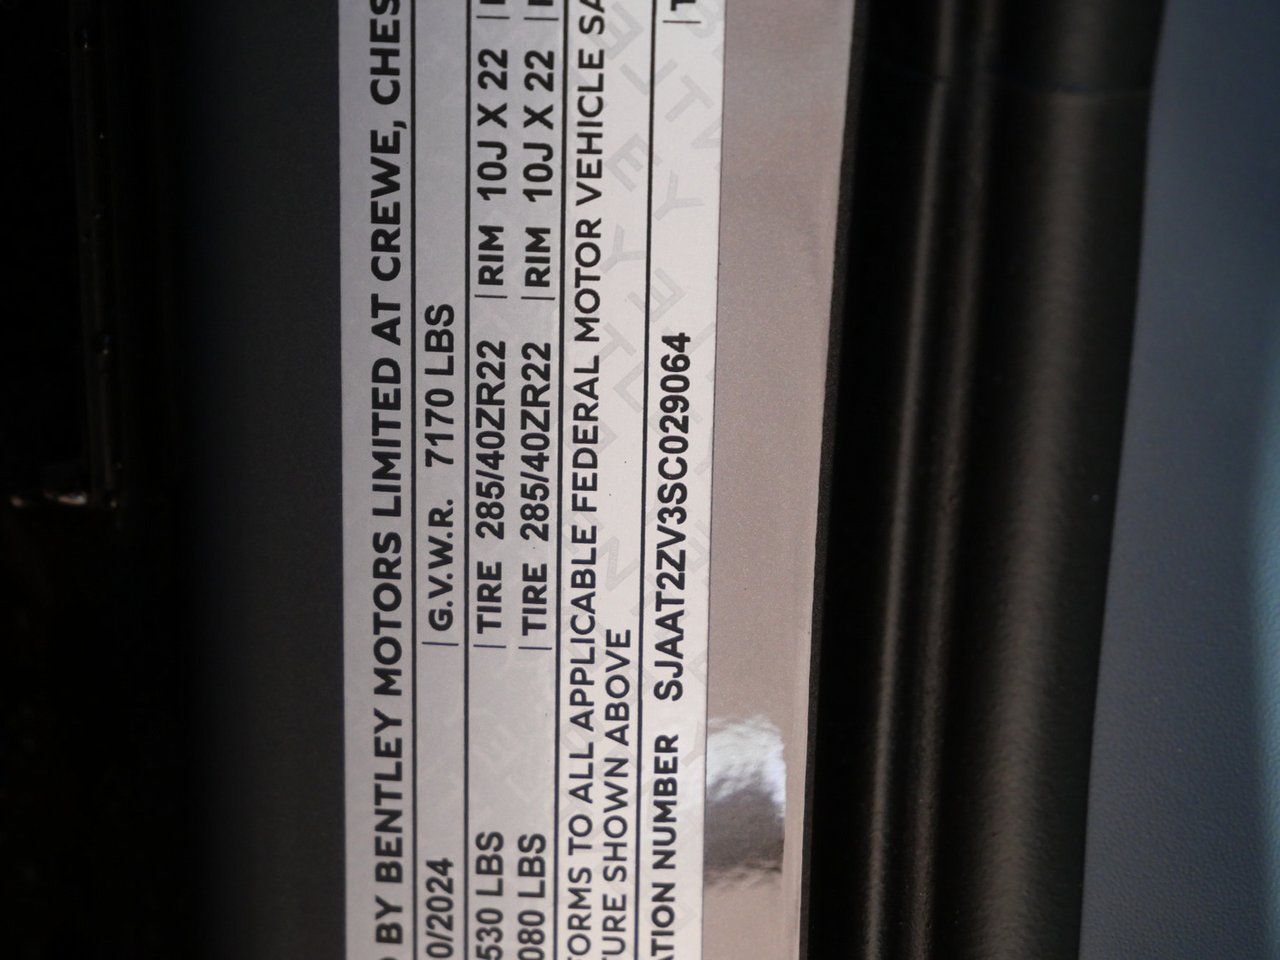 BY BENTLEY MOTORS LIMITED AT CREWE, CHES
0/2024 G.V.W.R. 7170 LBS
530 LBS TIRE 285/40ZR22 RIM 10J X 22
080 LBS TIRE 285/40ZR22 RIM 10J X 22
ORMS TO ALL APPLICABLE FEDERAL MOTOR VEHICLE SA
URE SHOWN ABOVE
ATION NUMBER SJAAT2ZV3SC029064